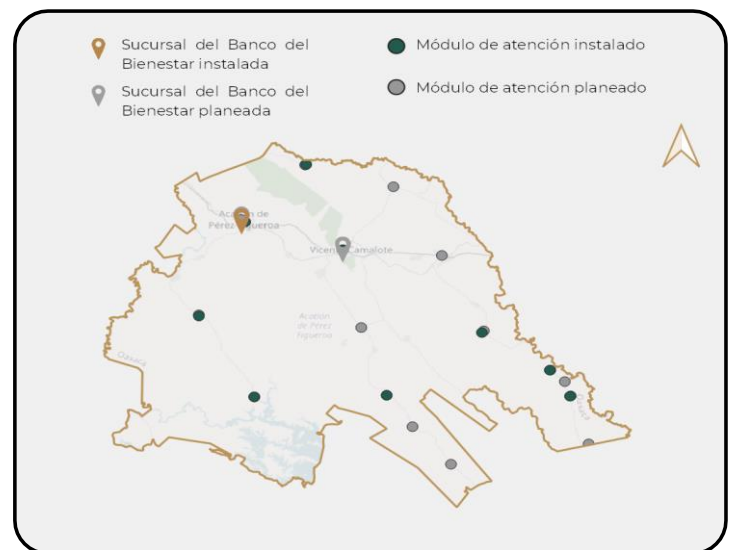 Sucursal del Banco del
Bienestar instalada
Sucursal del Banco del
Bienestar planeada
Módulo de atención instalado
Módulo de atención planeado
Acatlán de
Pérez Figueroa
Vicente Camalote
Acatlán
de Pérez
Figueroa
Oaxaca
Oaxaca